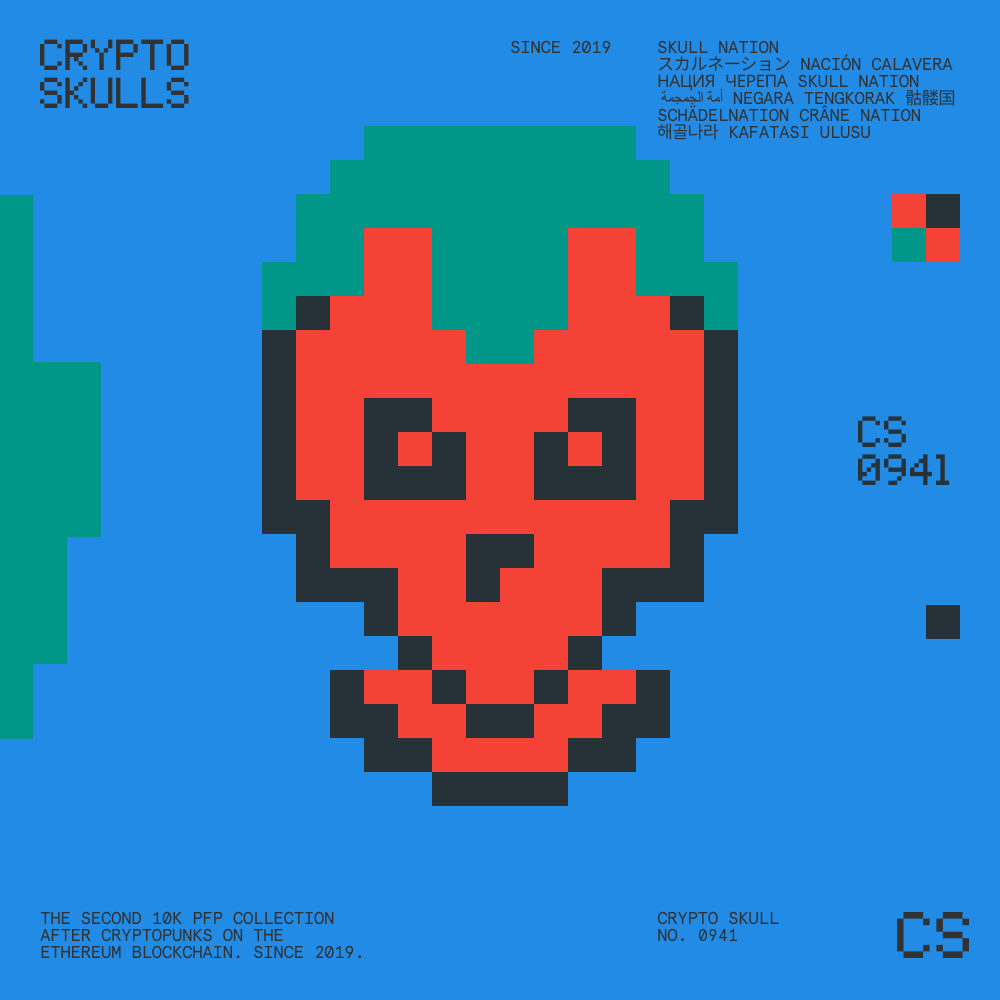 CRYPTO
SKULLS
SINCE 2019
SKULL NATION
スカルネーション NACIÓN CALAVERA
НАЦИЯ ЧЕРЕПА SKULL NATION
أمة الجمجمة NEGARA TENGKORAK 骷髅国
SCHÄDELNATION CRÂNE NATION
해골나라 KAFATASI ULUSU
CS
0941
THE SECOND 10K PFP COLLECTION
AFTER CRYPTOPUNKS ON THE
ETHEREUM BLOCKCHAIN. SINCE 2019.
CRYPTO SKULL
NO. 0941
CS